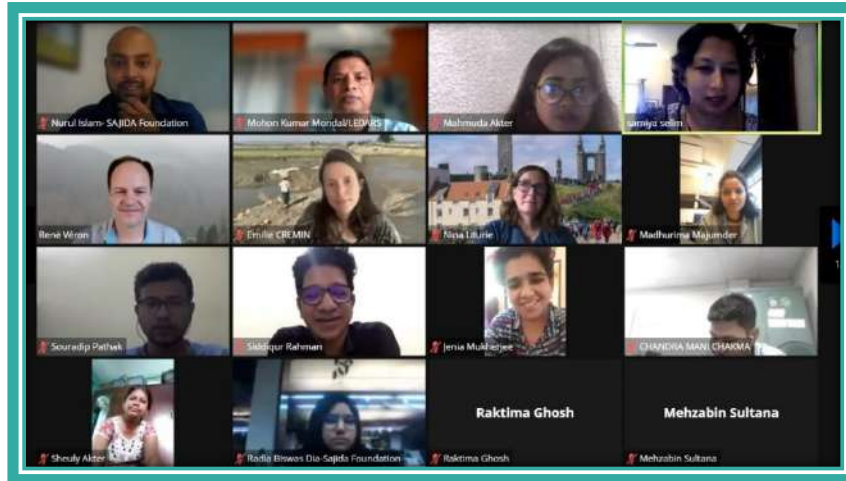 Nurul Islam- SAJIDA Foundation
Mohon Kumar Mondal/LEDARS
Mahmuda Akter
samiya selim
René Véron
Emilie CREMIN
Nina Laurie
Madhurima Majumder
Souradip Pathak
Siddiqur Rahman
Jenia Mukherjee
CHANDRA MANI CHAKMA
Sheuly Akter
Radia Biswas Dia-Sajida Foundation
Raktima Ghosh
Raktima Ghosh
Mehzabin Sultana
Mehzabin Sultana